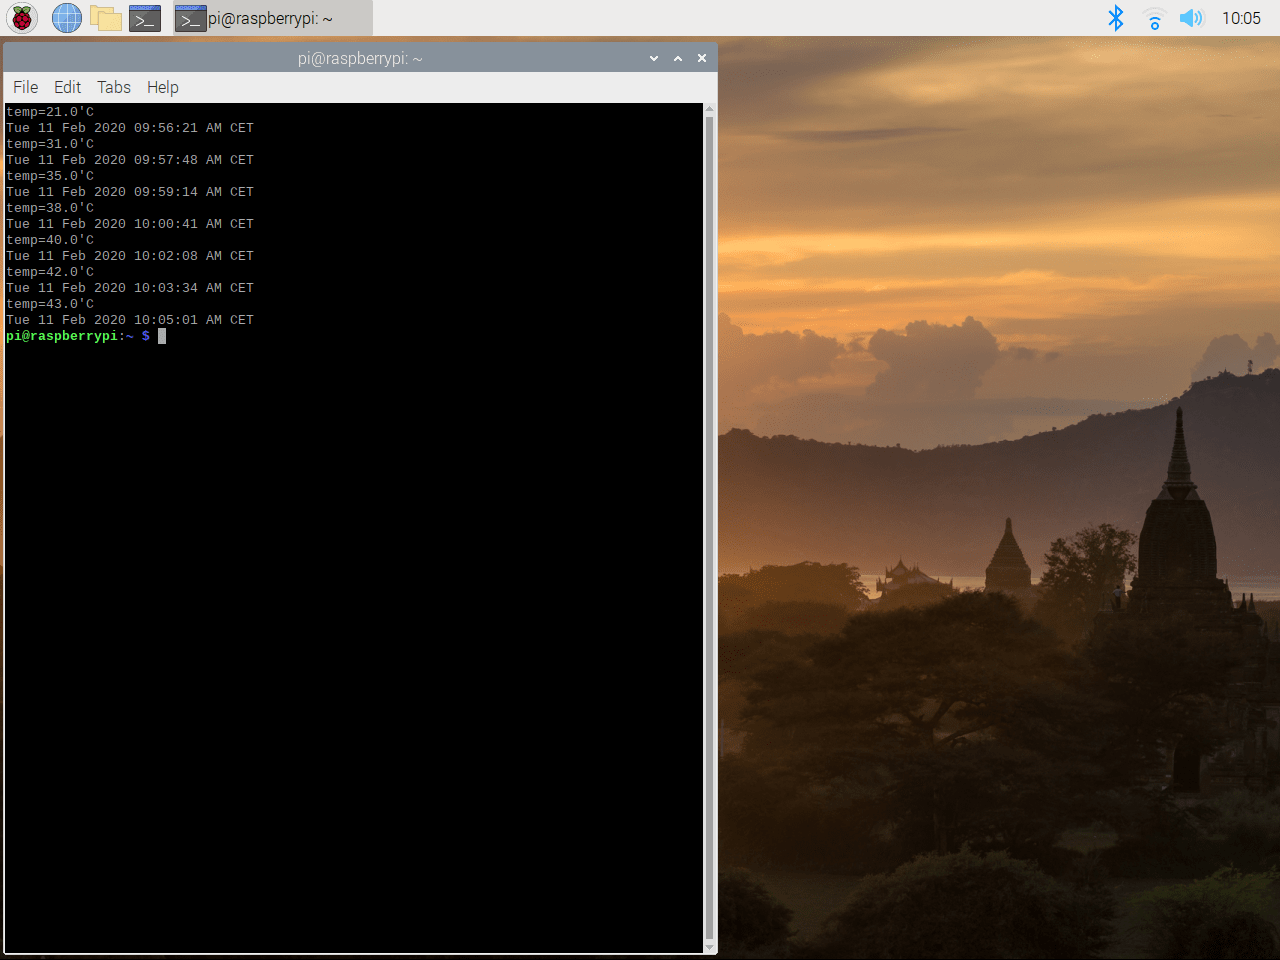 pi@raspberrypi: ~
10:05
pi@raspberrypi: ~
File Edit Tabs Help
temp=21.0'C
Tue 11 Feb 2020 09:56:21 AM CET
temp=31.0'C
Tue 11 Feb 2020 09:57:48 AM CET
temp=35.0'C
Tue 11 Feb 2020 09:59:14 AM CET
temp=38.0'C
Tue 11 Feb 2020 10:00:41 AM CET
temp=40.0'C
Tue 11 Feb 2020 10:02:08 AM CET
temp=42.0'C
Tue 11 Feb 2020 10:03:34 AM CET
temp=43.0'C
Tue 11 Feb 2020 10:05:01 AM CET
pi@raspberrypi:~ $